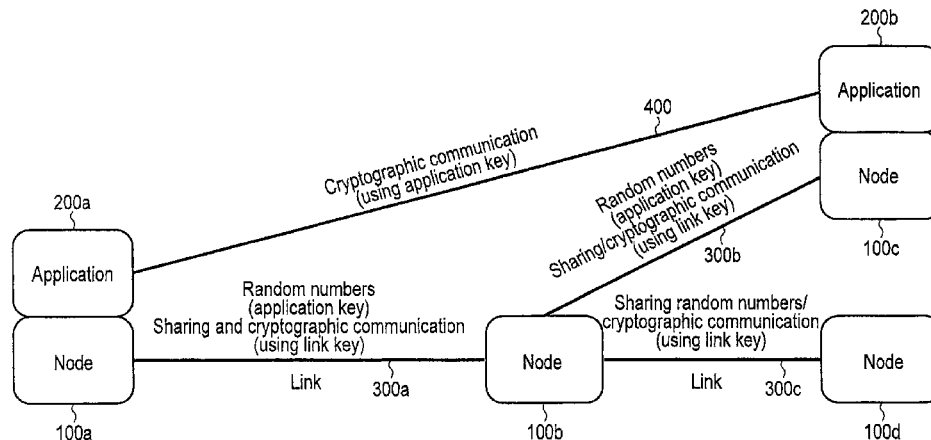 200b
Application
400
Cryptographic communication
(using application key)
Random numbers
(application key)
Sharing/cryptographic communication
(using link key)
300b
Node
100c
200a
Application
Random numbers
(application key)
Sharing and cryptographic communication
(using link key)
Sharing random numbers/
cryptographic communication
(using link key)
Node
Node
Node
Link
300a
Link
300c
100a
100b
100d